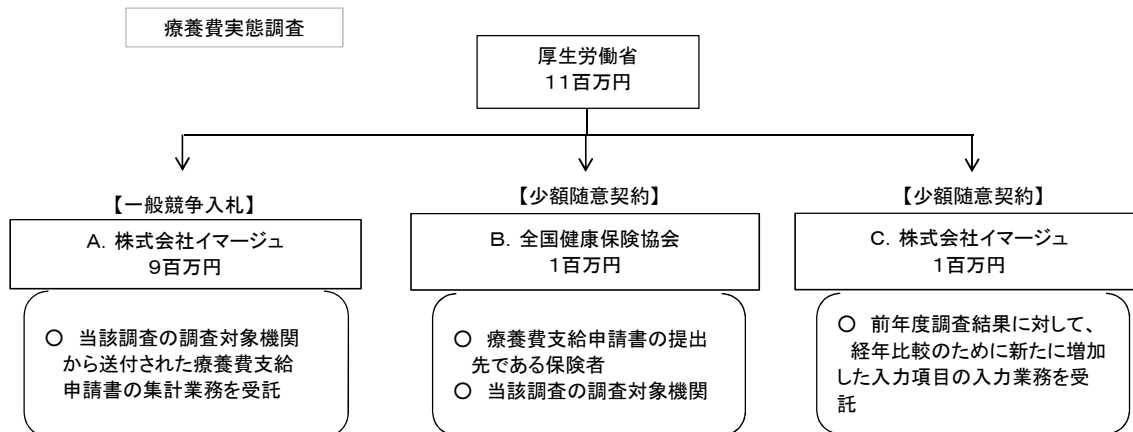 療養費実態調査
厚生労働省
11百万円
【一般競争入札】
A. 株式会社イマージュ
9百万円
○ 当該調査の調査対象機関
から送付された療養費支給
申請書の集計業務を受託
【少額随意契約】
B. 全国健康保険協会
1百万円
○ 療養費支給申請書の提出
先である保険者
○ 当該調査の調査対象機関
【少額随意契約】
C. 株式会社イマージュ
1百万円
○ 前年度調査結果に対して、
経年比較のために新たに増加
した入力項目の入力業務を受
託